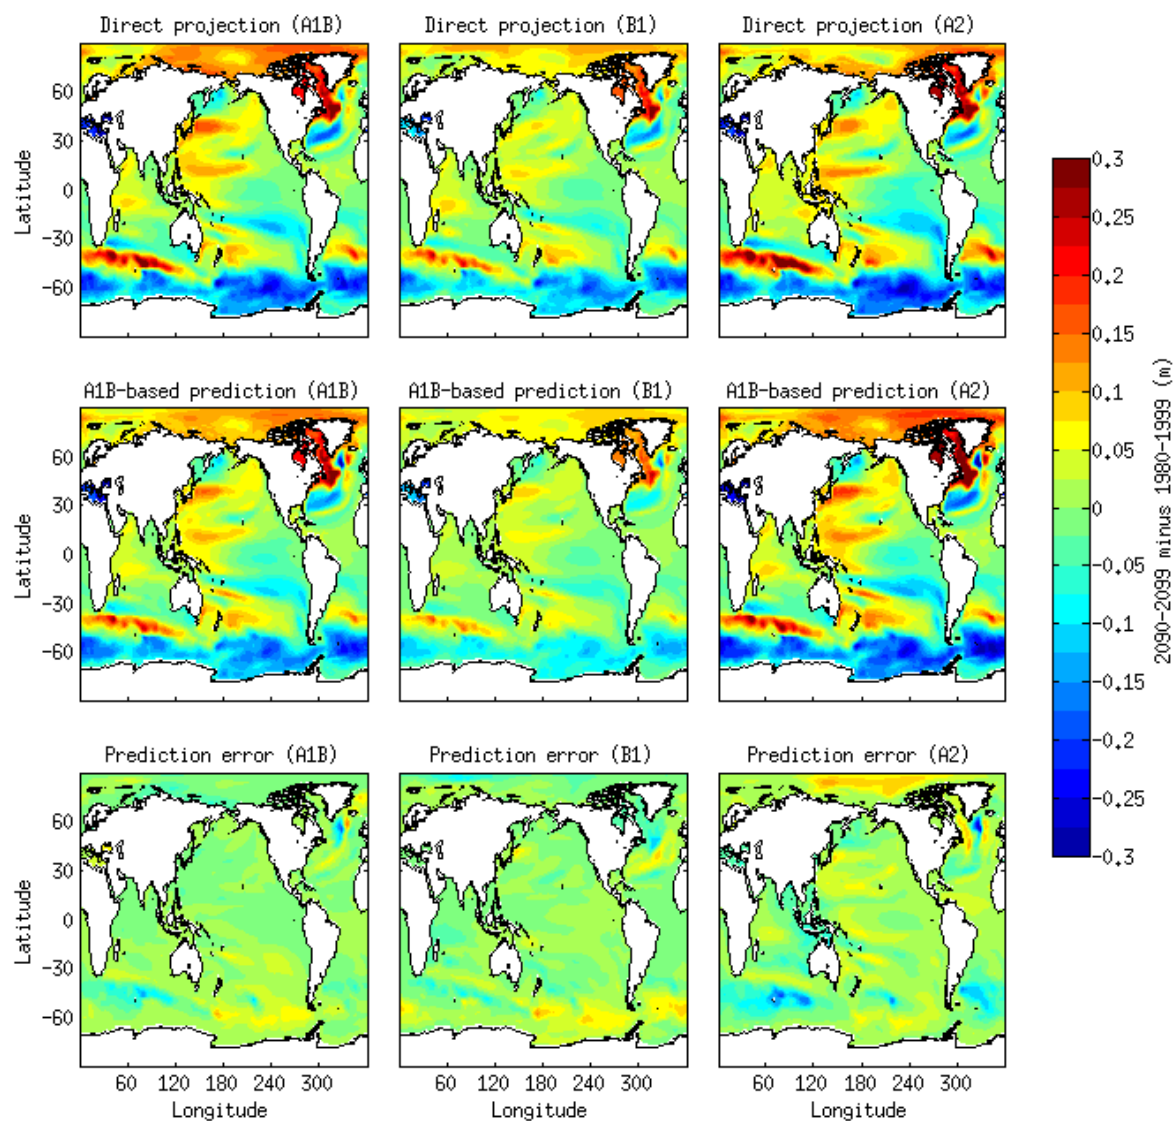 Direct projection (A1B)
Direct projection (B1)
Direct projection (A2)
60
30
0
-30
-60
Latitude
A1B-based prediction (A1B)
A1B-based prediction (B1)
A1B-based prediction (A2)
60
30
0
-30
-60
Latitude
Prediction error (A1B)
Prediction error (B1)
Prediction error (A2)
60
30
0
-30
-60
Latitude
60 120 180 240 300
60 120 180 240 300
60 120 180 240 300
Longitude
Longitude
Longitude
0.3
0.25
0.2
0.15
0.1
0.05
0
-0.05
-0.1
-0.15
-0.2
-0.25
-0.3
2090-2099 minus 1980-1999 (m)